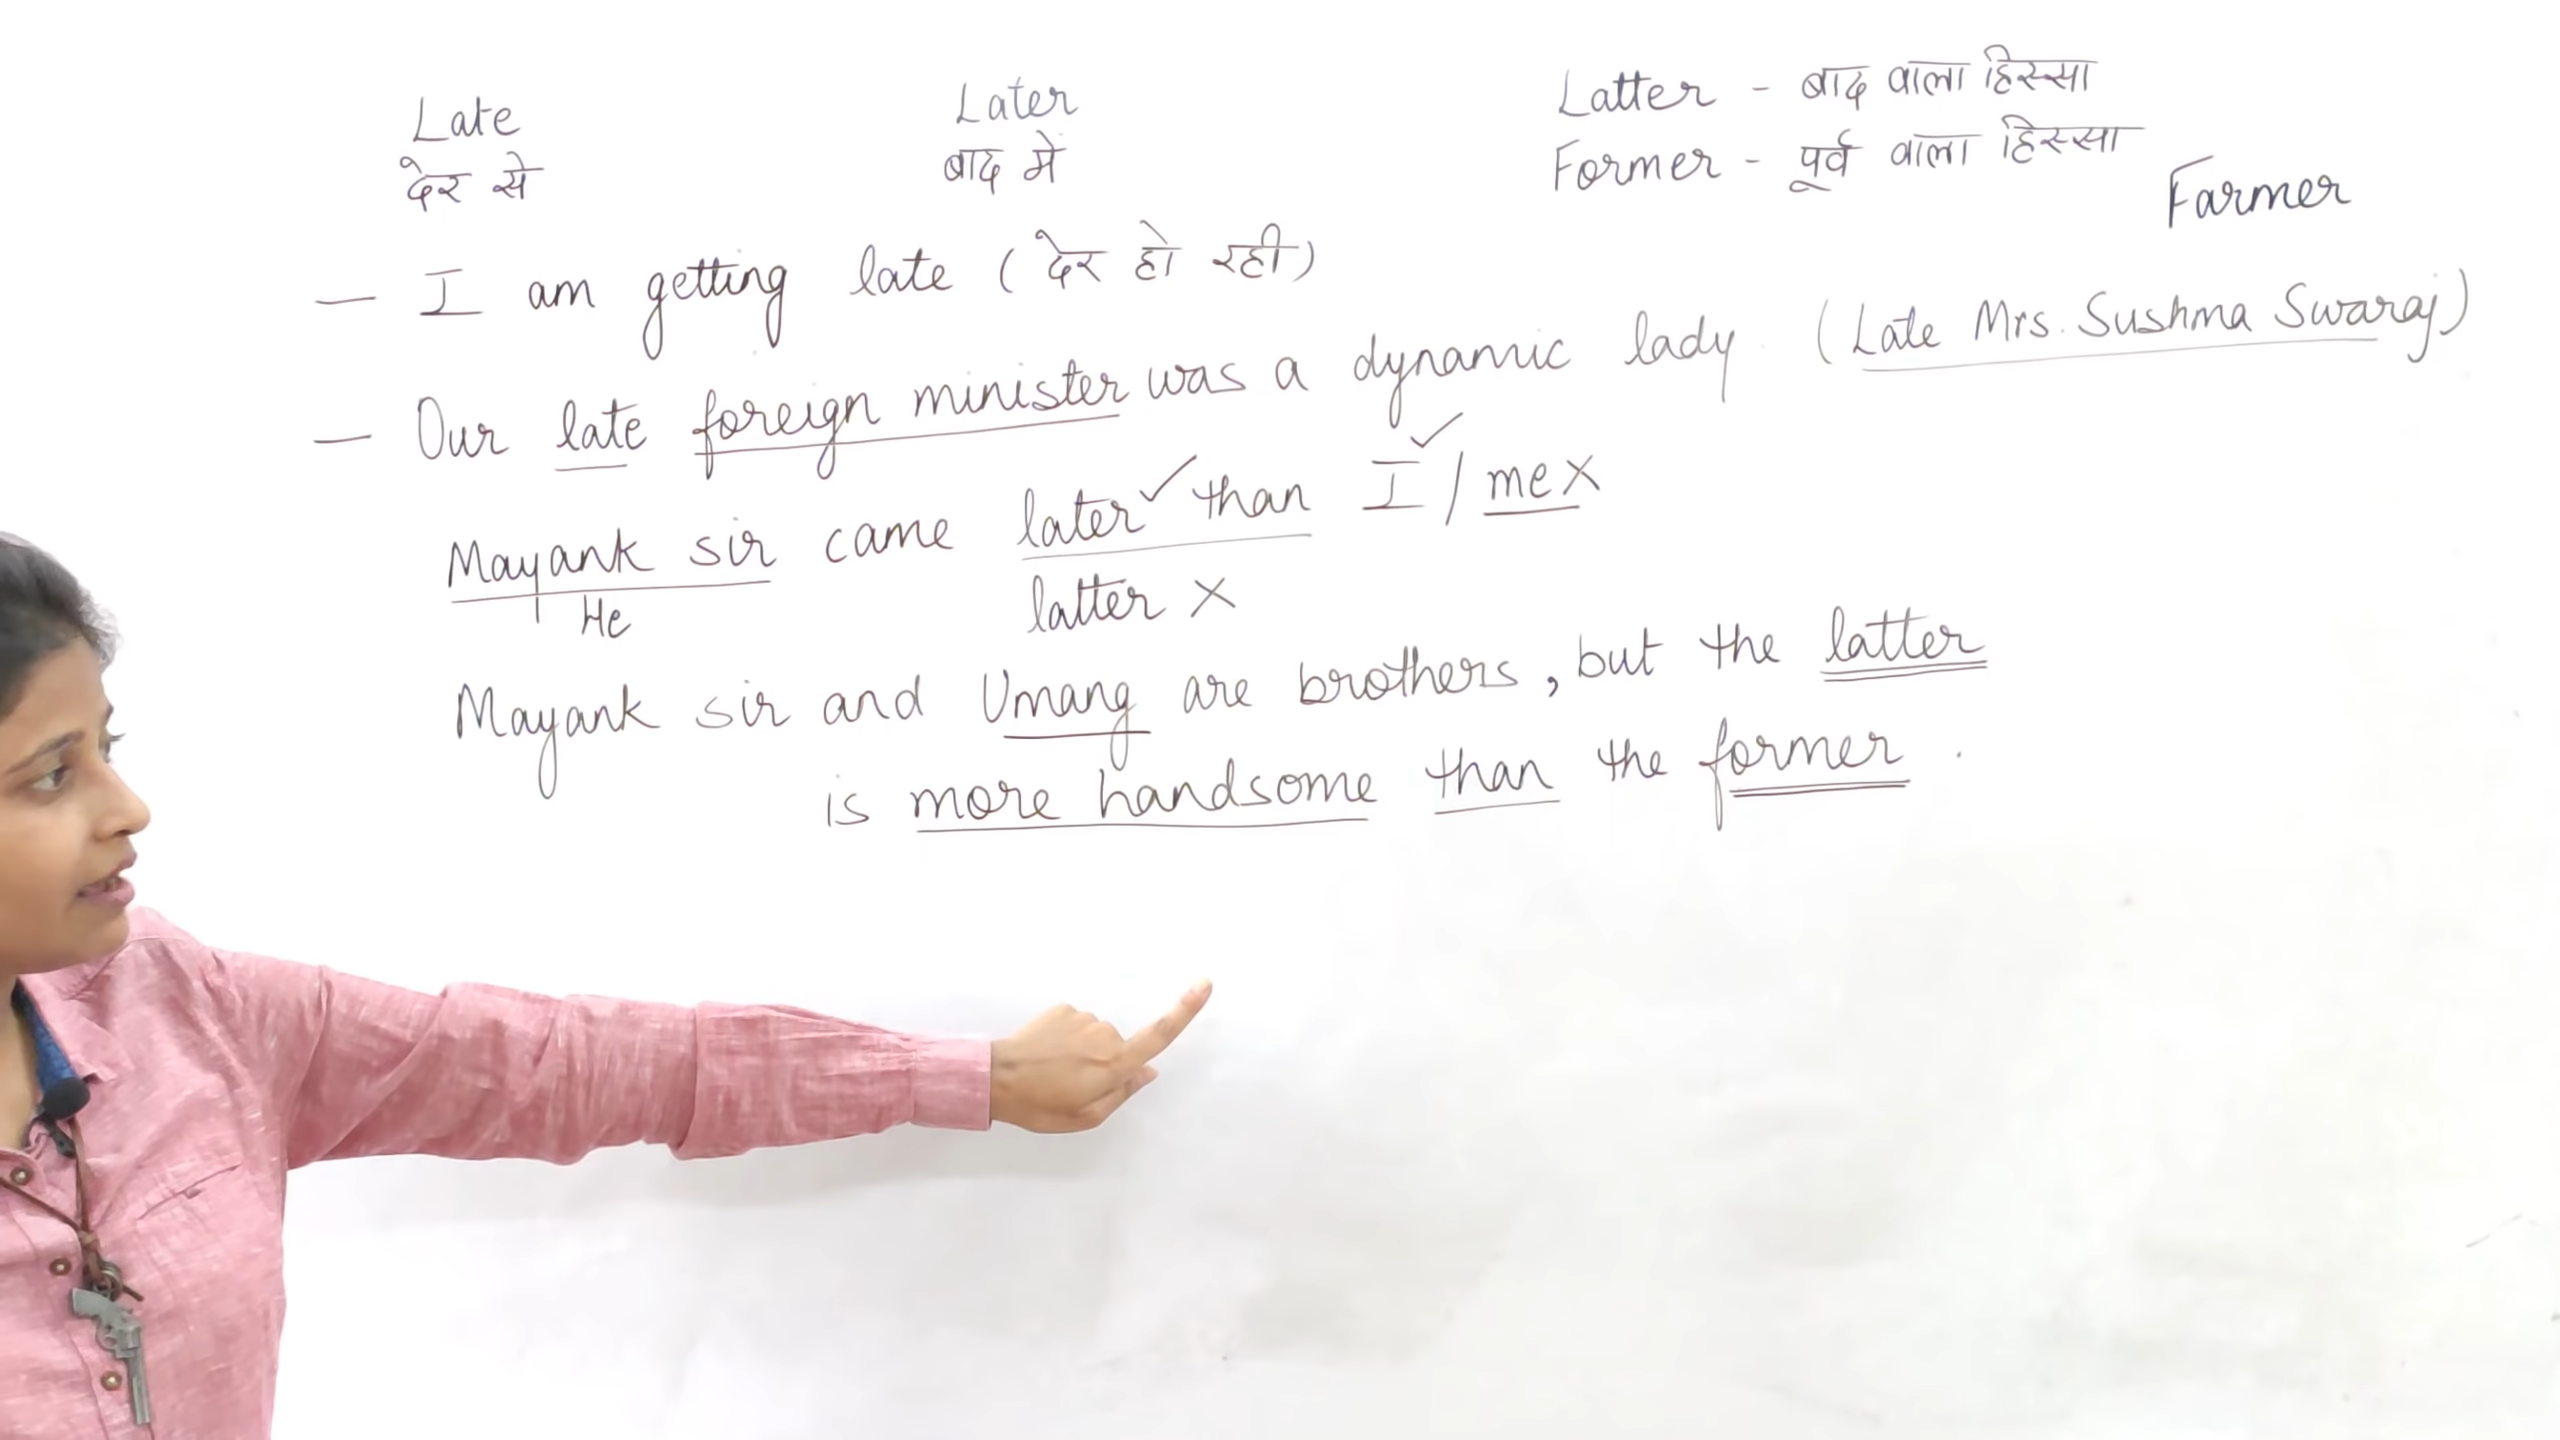 Late Later Latter - बाद वाला हिस्सा
देर से बाद मे Former - पूर्व वाला हिस्सा
Farmer
— I am getting late (देर हो रही)
— Our late foreign minister was a dynamic lady. (Late Mrs. Sushma Swaraj)
Mayank sir came later ✓ than I ✓ / me X
He latter X
Mayank sir and Umang are brothers, but the latter
is more handsome than the former.